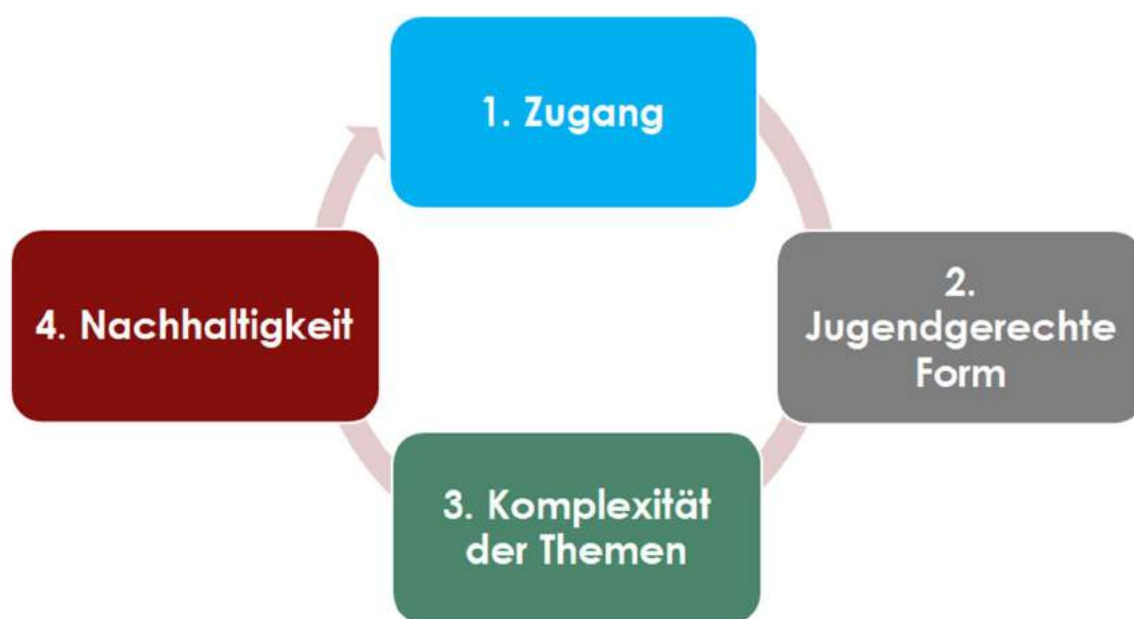 1. Zugang
2.
Jugendgerechte
Form
3. Komplexität
der Themen
4. Nachhaltigkeit